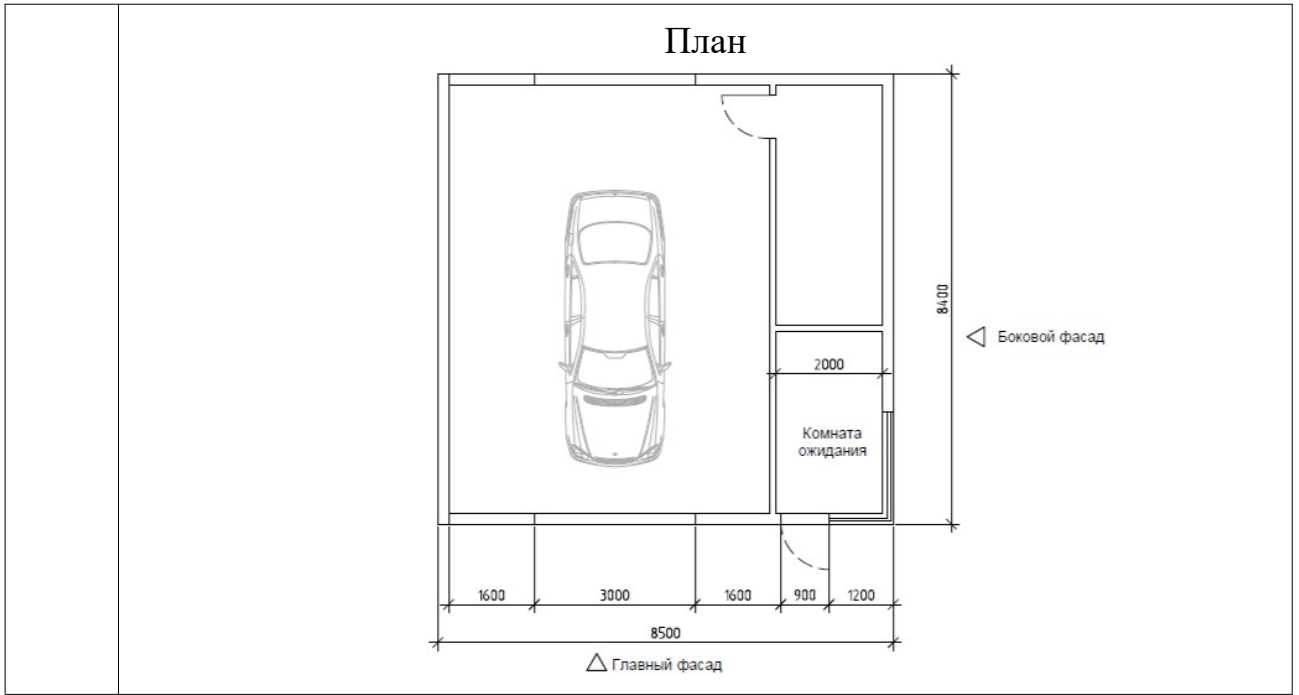 План
8400
Боковой фасад
2000
Комната
ожидания
1600
3000
1600
900
1200
8500
Главный фасад